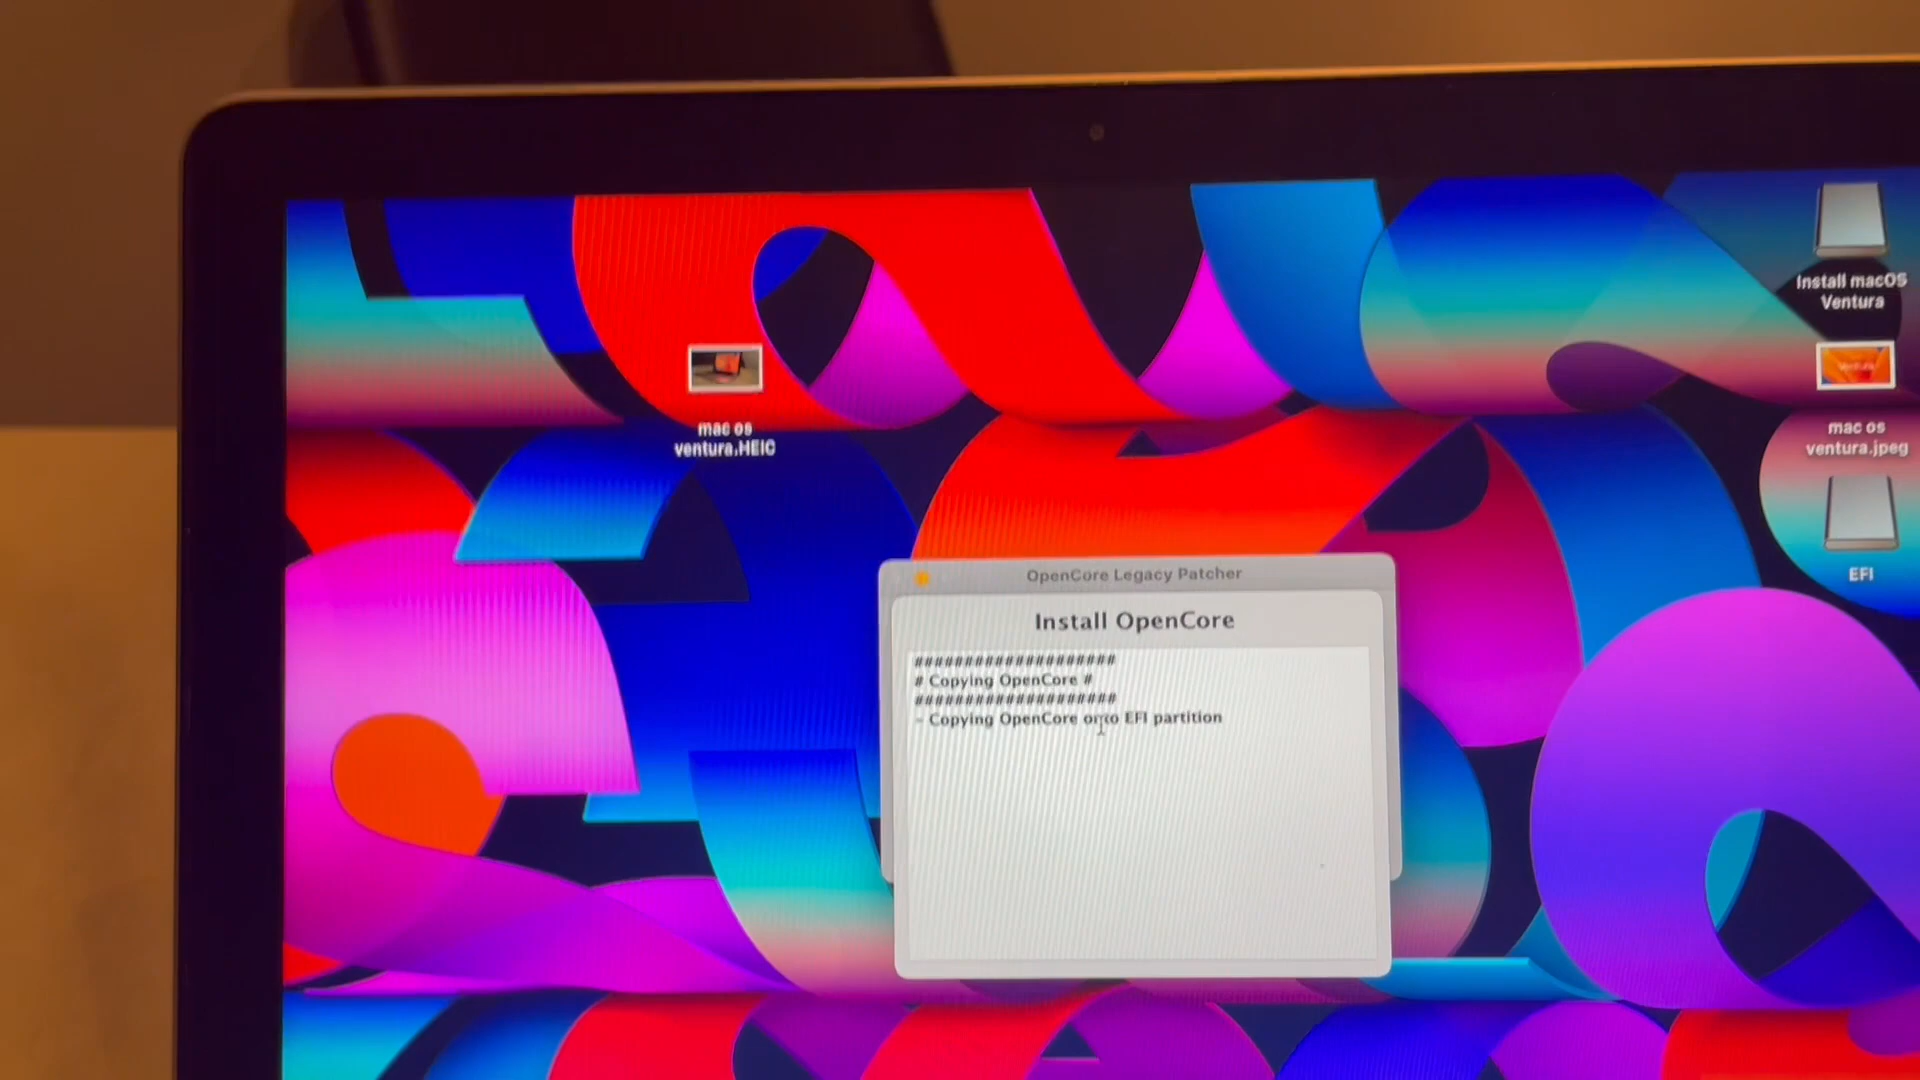 Install macOS
Ventura
mac os
ventura.HEIC
mac os
ventura.jpeg
EFI
OpenCore Legacy Patcher
Install OpenCore
###################
# Copying OpenCore #
###################
- Copying OpenCore onto EFI partition